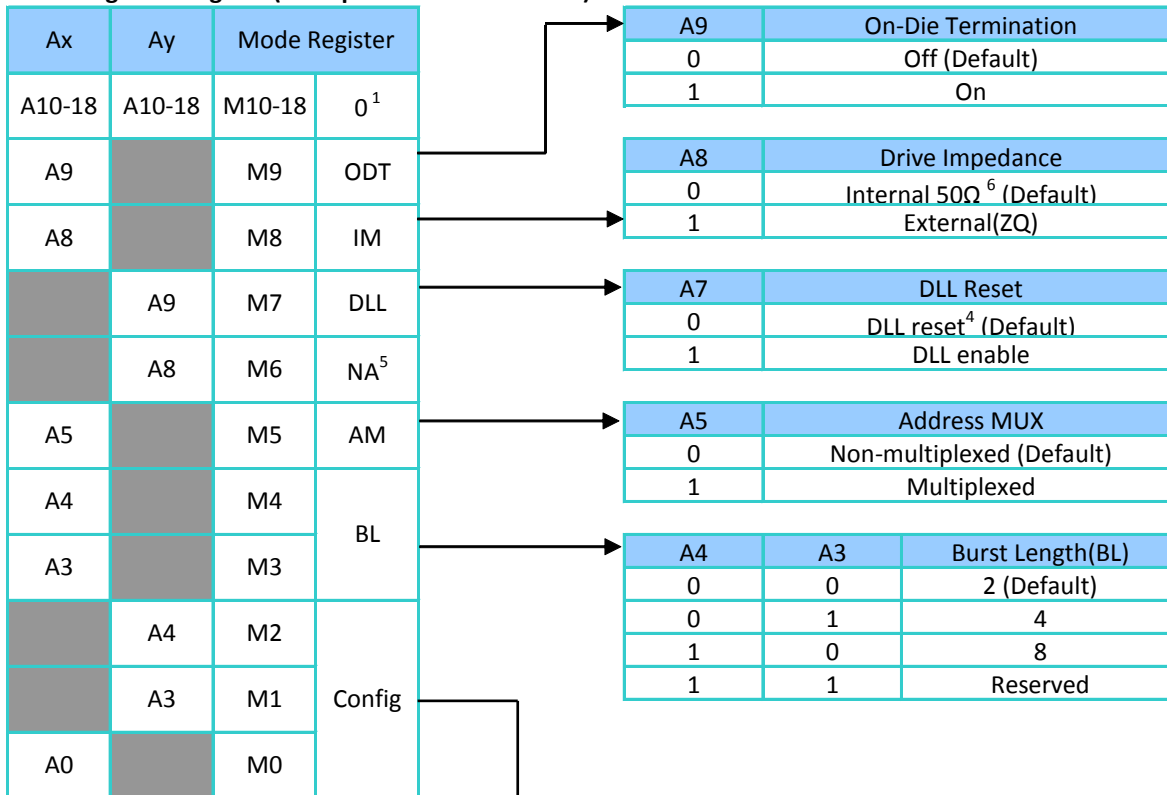 Ax Ay Mode Register
A10-18 A10-18 M10-18 0¹
A9 M9 ODT
A8 M8 IM
A9 M7 DLL
A8 M6 NA⁵
A5 M5 AM
A4 M4
BL
A3 M3
A4 M2
A3 M1 Config
A0 M0
A9 On-Die Termination
0 Off (Default)
1 On
A8 Drive Impedance
0 Internal 50Ω ⁶ (Default)
1 External(ZQ)
A7 DLL Reset
0 DLL reset⁴ (Default)
1 DLL enable
A5 Address MUX
0 Non-multiplexed (Default)
1 Multiplexed
A4 A3 Burst Length(BL)
0 0 2 (Default)
0 1 4
1 0 8
1 1 Reserved